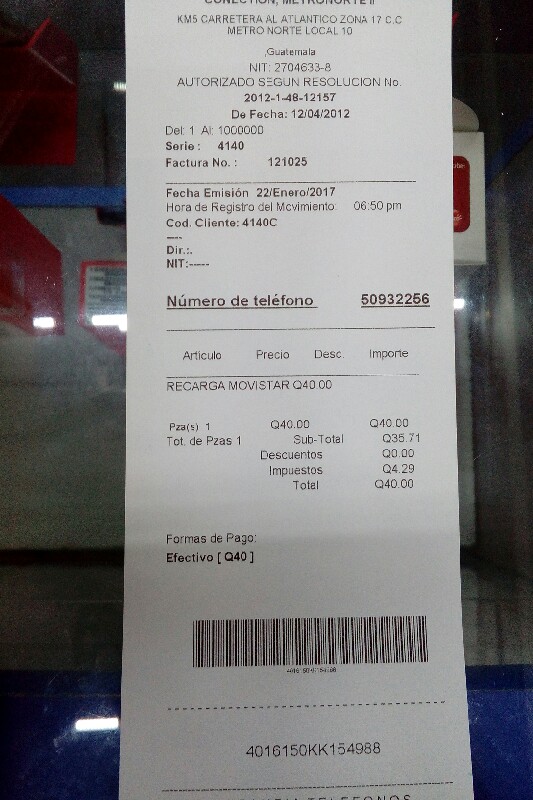 CONECTION, METRONORTE II
KM5 CARRETERA AL ATLANTICO ZONA 17 C.C
METRO NORTE LOCAL 10
,Guatemala
NIT: 2704633-8
AUTORIZADO SEGUN RESOLUCION No.
2012-1-48-12157
De Fecha: 12/04/2012
Del: 1 Al: 1000000
Serie : 4140
Factura No. : 121025
Fecha Emisión 22/Enero/2017
Hora de Registro del Movimiento: 06:50 pm
Cod. Cliente: 4140C
----
Dir.:.
NIT:-----
Número de teléfono 50932256
Articulo Precio Desc. Importe
RECARGA MOVISTAR Q40.00
Pza(s) 1 Q40.00 Q40.00
Tot. de Pzas 1 Sub-Total Q35.71
Descuentos Q0.00
Impuestos Q4.29
Total Q40.00
Formas de Pago:
Efectivo [ Q40 ]
4016150KK154988
TELEFONOS